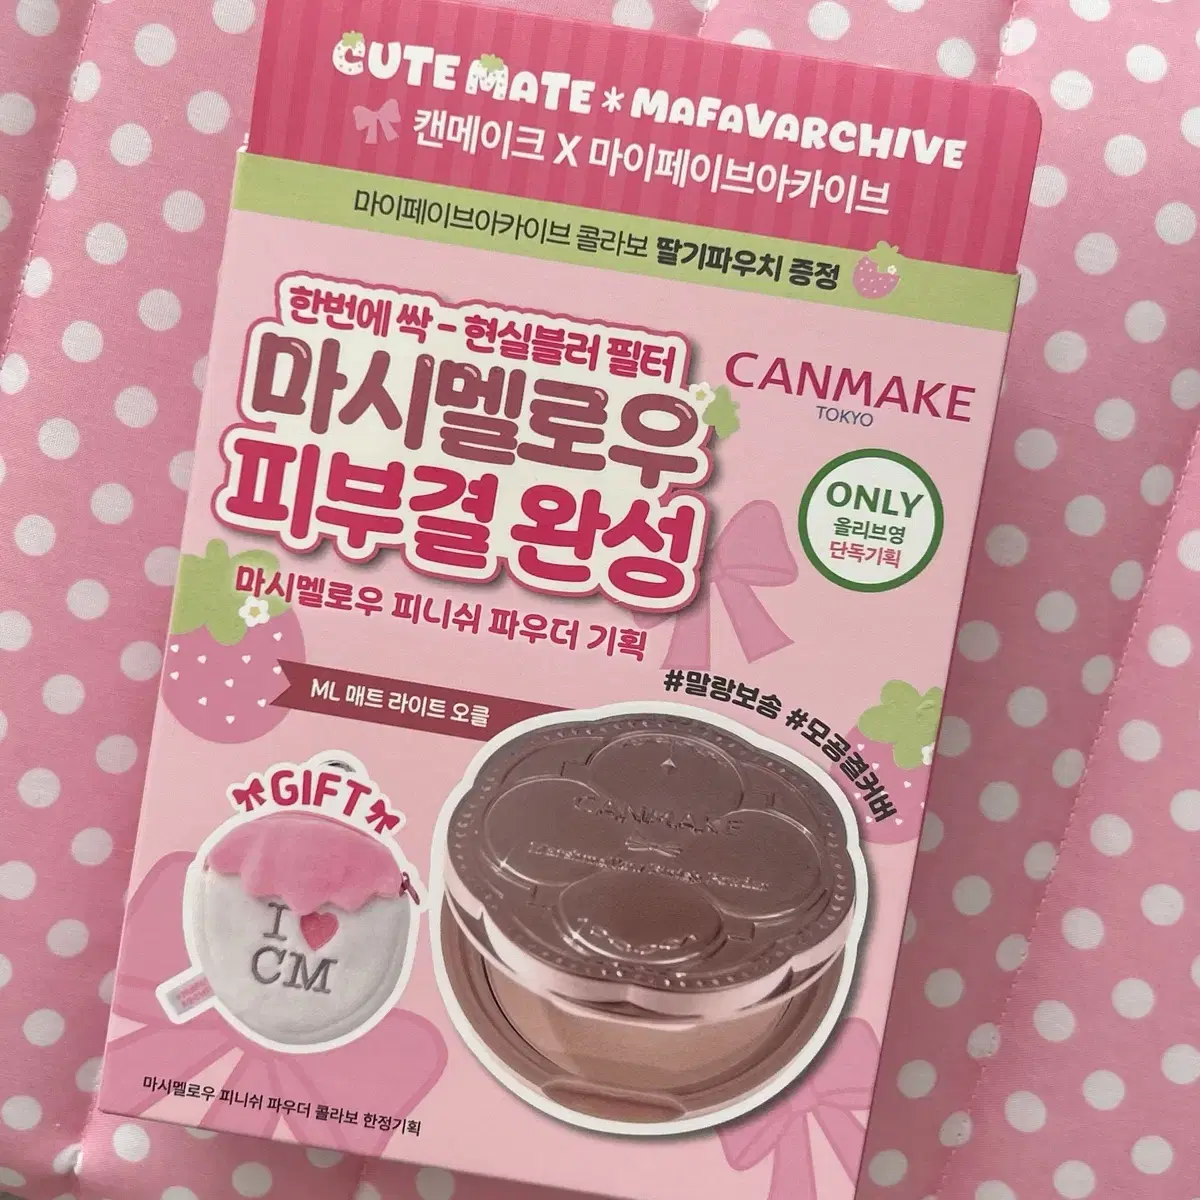 CUTE MATE * MAFAVARCHIVE
캔메이크 X 마이페이브아카이브
마이페이브아카이브 콜라보 딸기파우치 증정
한번에 싹 - 현실블러 필터
마시멜로우
피부결 완성
마시멜로우 피니쉬 파우더 기획
CANMAKE
TOKYO
ONLY
올리브영
단독기획
ML 매트 라이트 오클
#말랑보송 #모공결커버
GIFT
I ♥
CM
CANMAKE
Marshmallow Finish Powder
마시멜로우 피니쉬 파우더 콜라보 한정기획